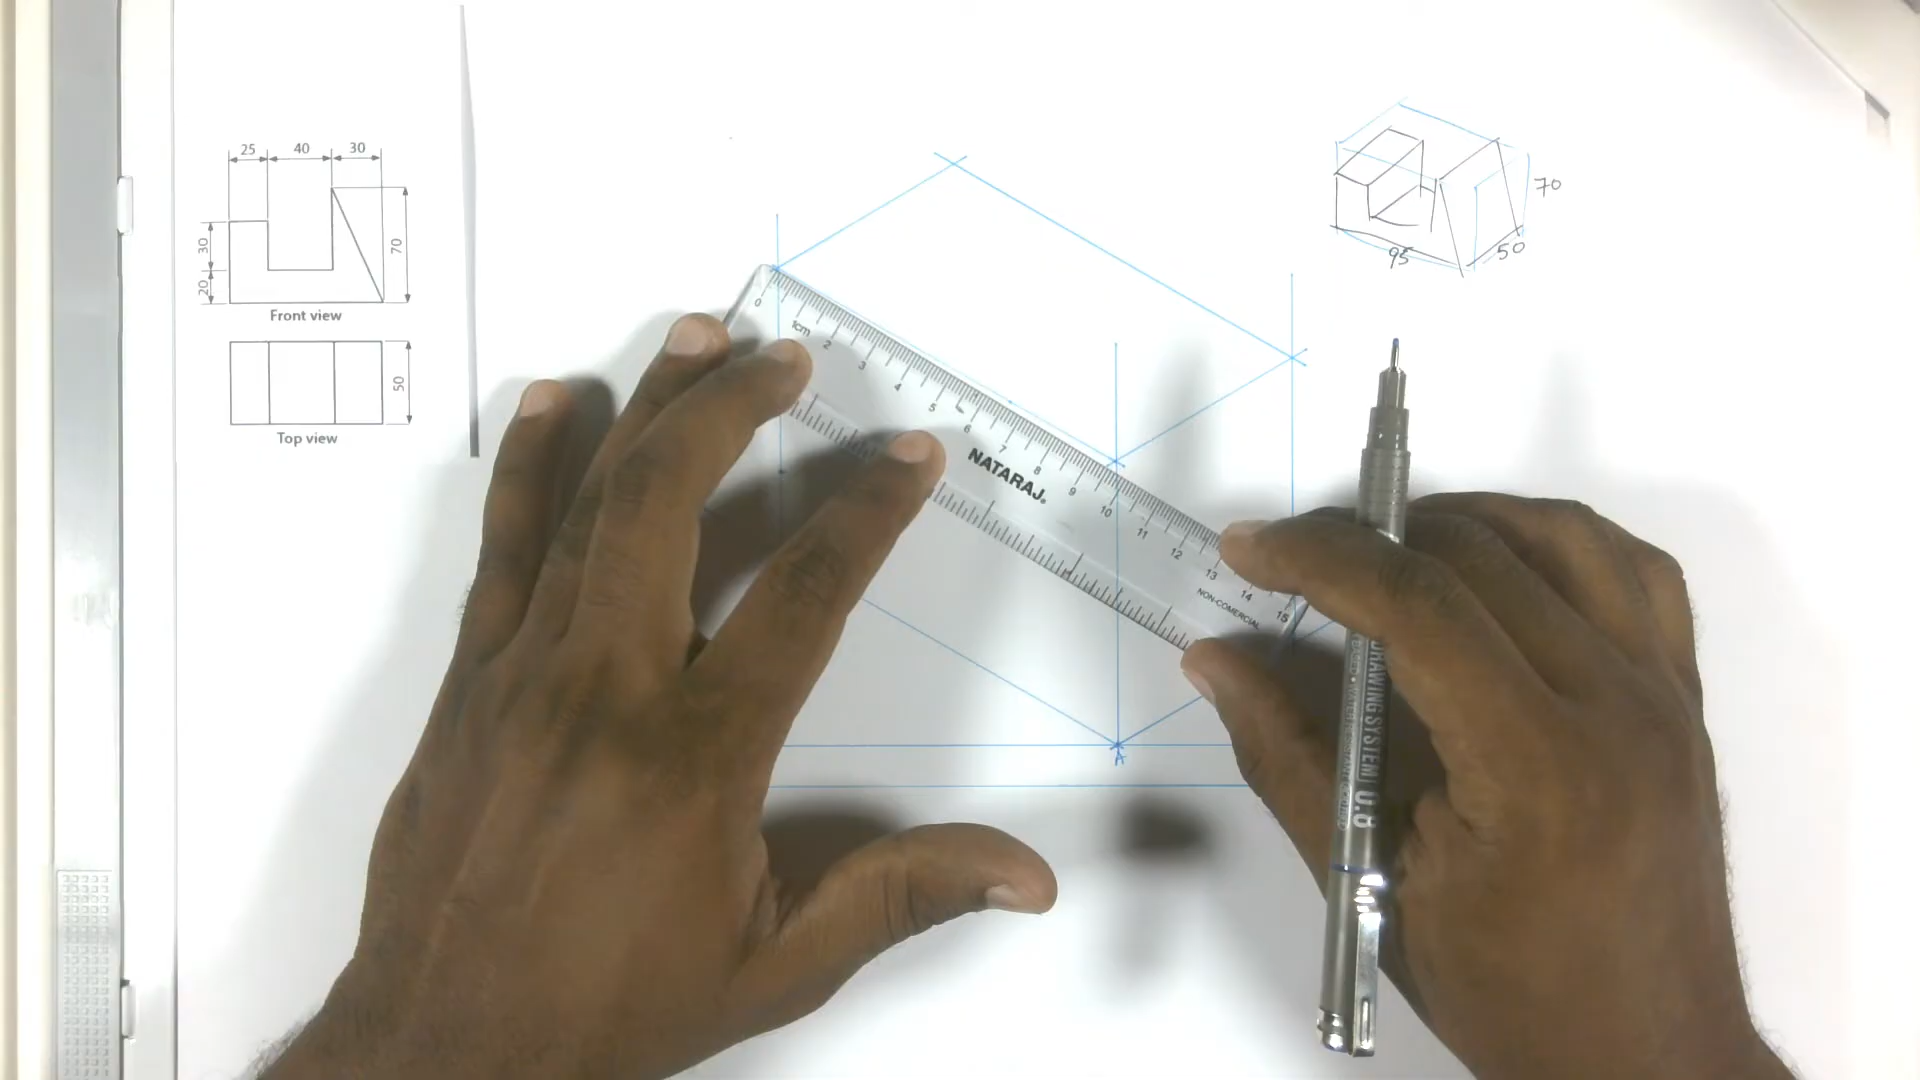 25 40 30
30
20
70
Front view
50
Top view
70
95
50
0 1cm 2 3 4 5 6 7 8 9 10 11 12 13 14 15
NATARAJ
NON-COMERCIAL
A
DRAWING SYSTEM 0.8